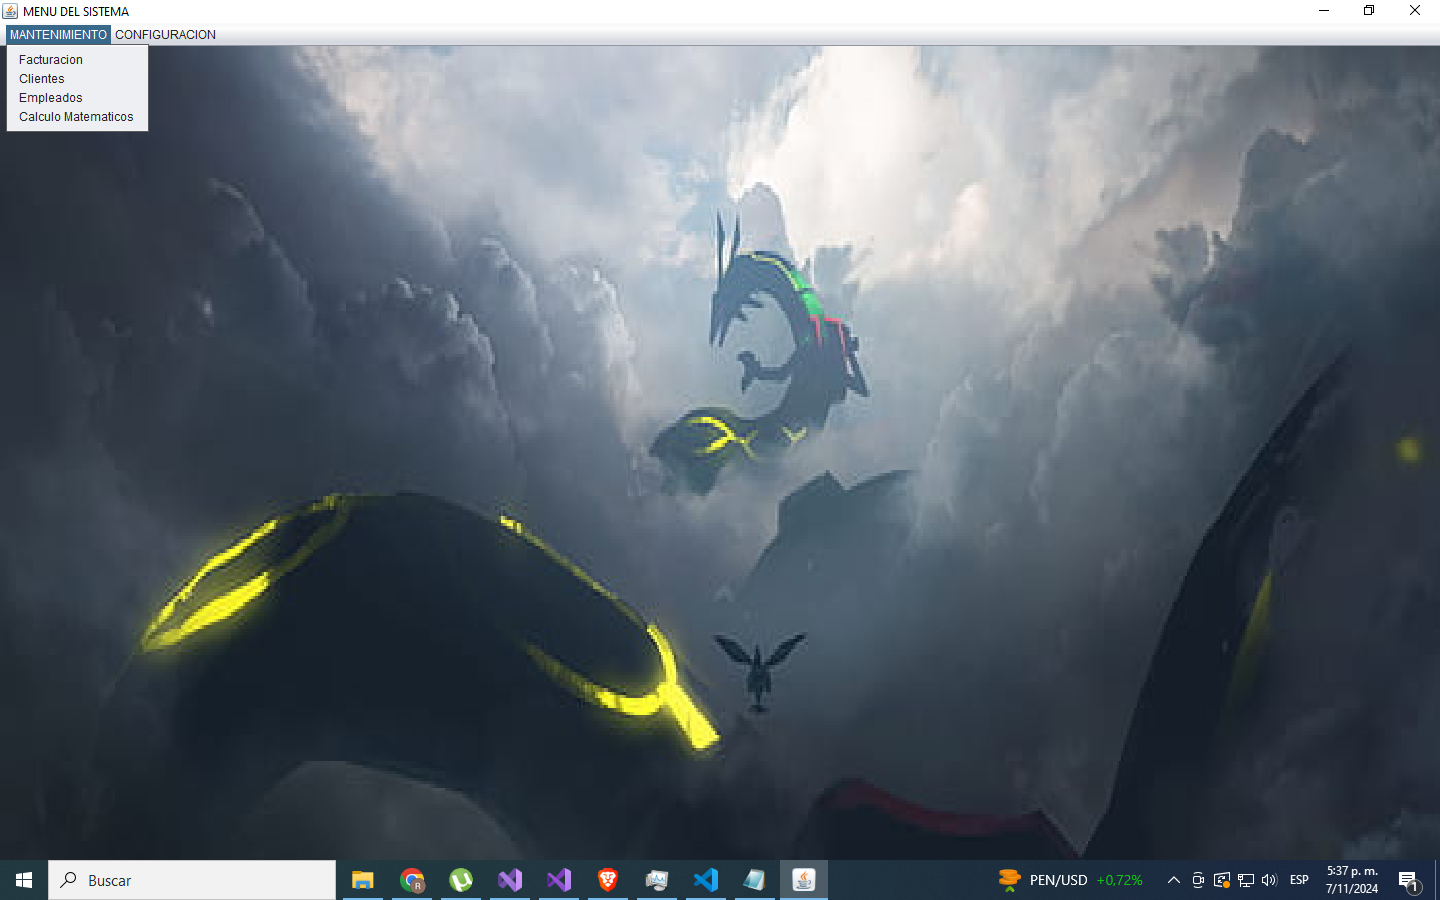 MENU DEL SISTEMA
MANTENIMIENTO CONFIGURACION
Facturacion
Clientes
Empleados
Calculo Matematicos
Buscar
R
PEN/USD +0,72%
ESP
5:37 p. m.
7/11/2024
1